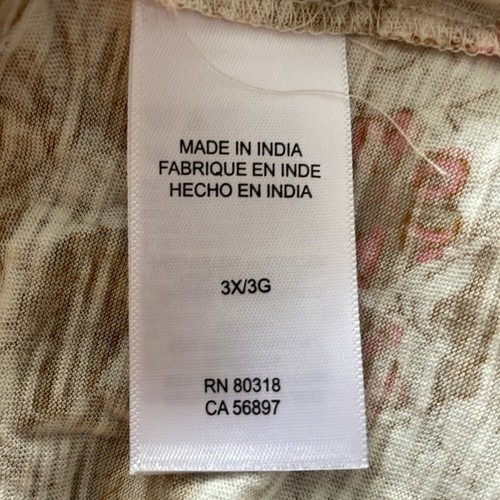 MADE IN INDIA
FABRIQUE EN INDE
HECHO EN INDIA
3X/3G
RN 80318
CA 56897